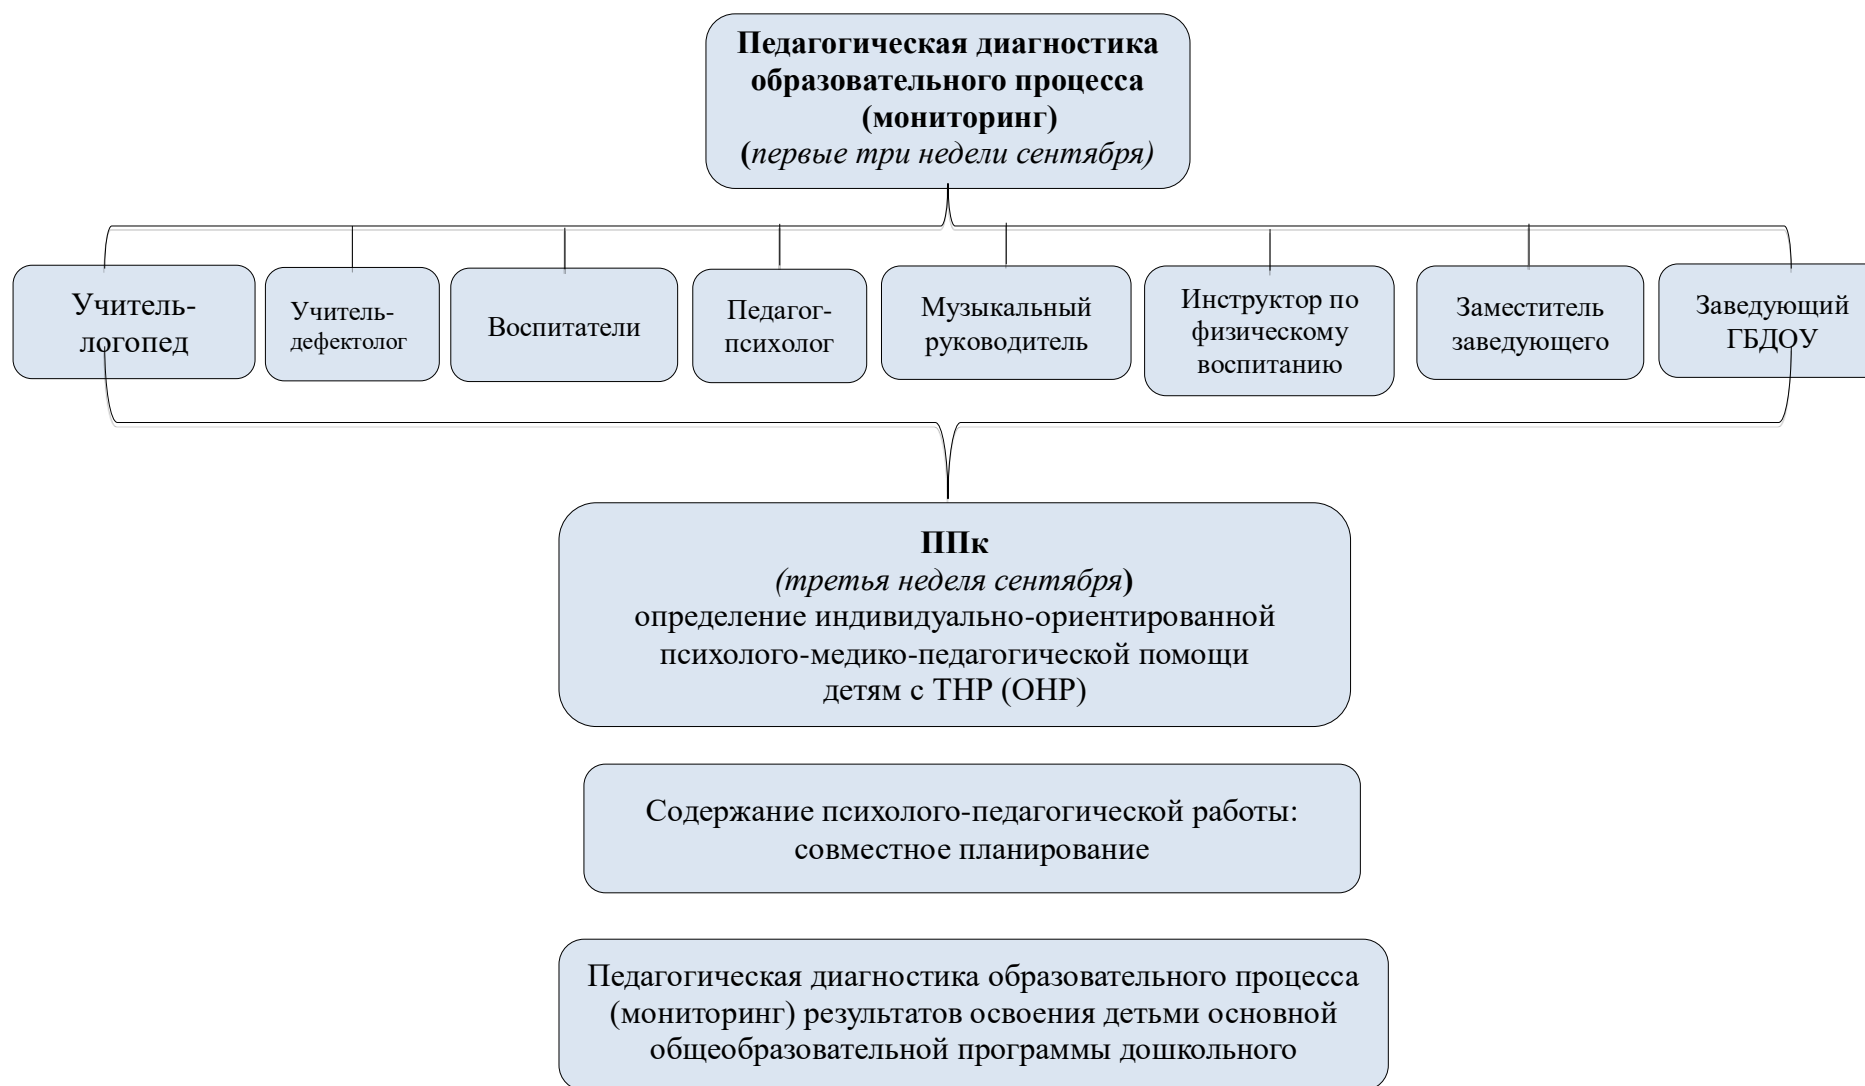 Педагогическая диагностика
образовательного процесса
(мониторинг)
(первые три недели сентября)
Учитель-
логопед
Учитель-
дефектолог
Воспитатели
Педагог-
психолог
Музыкальный
руководитель
Инструктор по
физическому
воспитанию
Заместитель
заведующего
Заведующий
ГБДОУ
ППк
(третья неделя сентября)
определение индивидуально-ориентированной
психолого-медико-педагогической помощи
детям с ТНР (ОНР)
Содержание психолого-педагогической работы:
совместное планирование
Педагогическая диагностика образовательного процесса
(мониторинг) результатов освоения детьми основной
общеобразовательной программы дошкольного